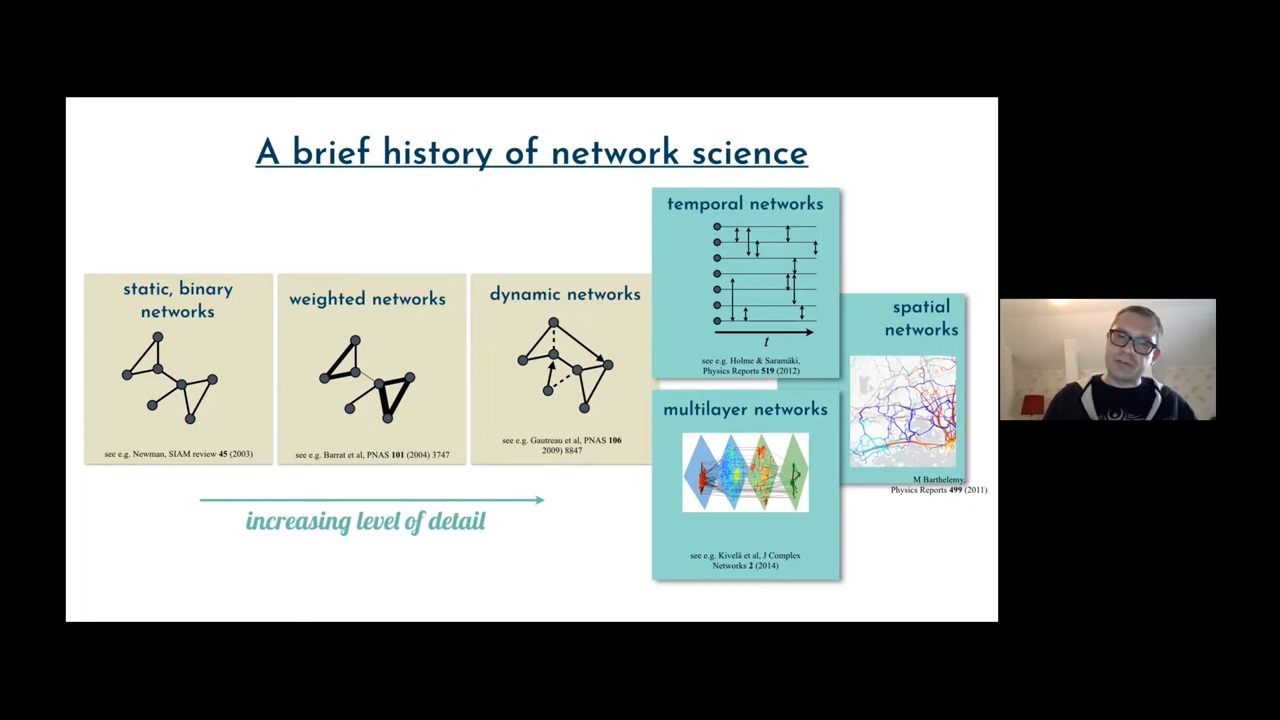 A brief history of network science
static, binary
networks
see e.g. Newman, SIAM review 45 (2003)
weighted networks
see e.g. Barrat et al, PNAS 101 (2004) 3747
dynamic networks
see e.g. Gautreau et al, PNAS 106
2009) 8847
temporal networks
t
see e.g. Holme & Saramäki,
Physics Reports 519 (2012)
multilayer networks
see e.g. Kivelä et al, J Complex
Networks 2 (2014)
spatial
networks
M Barthelemy,
Physics Reports 499 (2011)
increasing level of detail